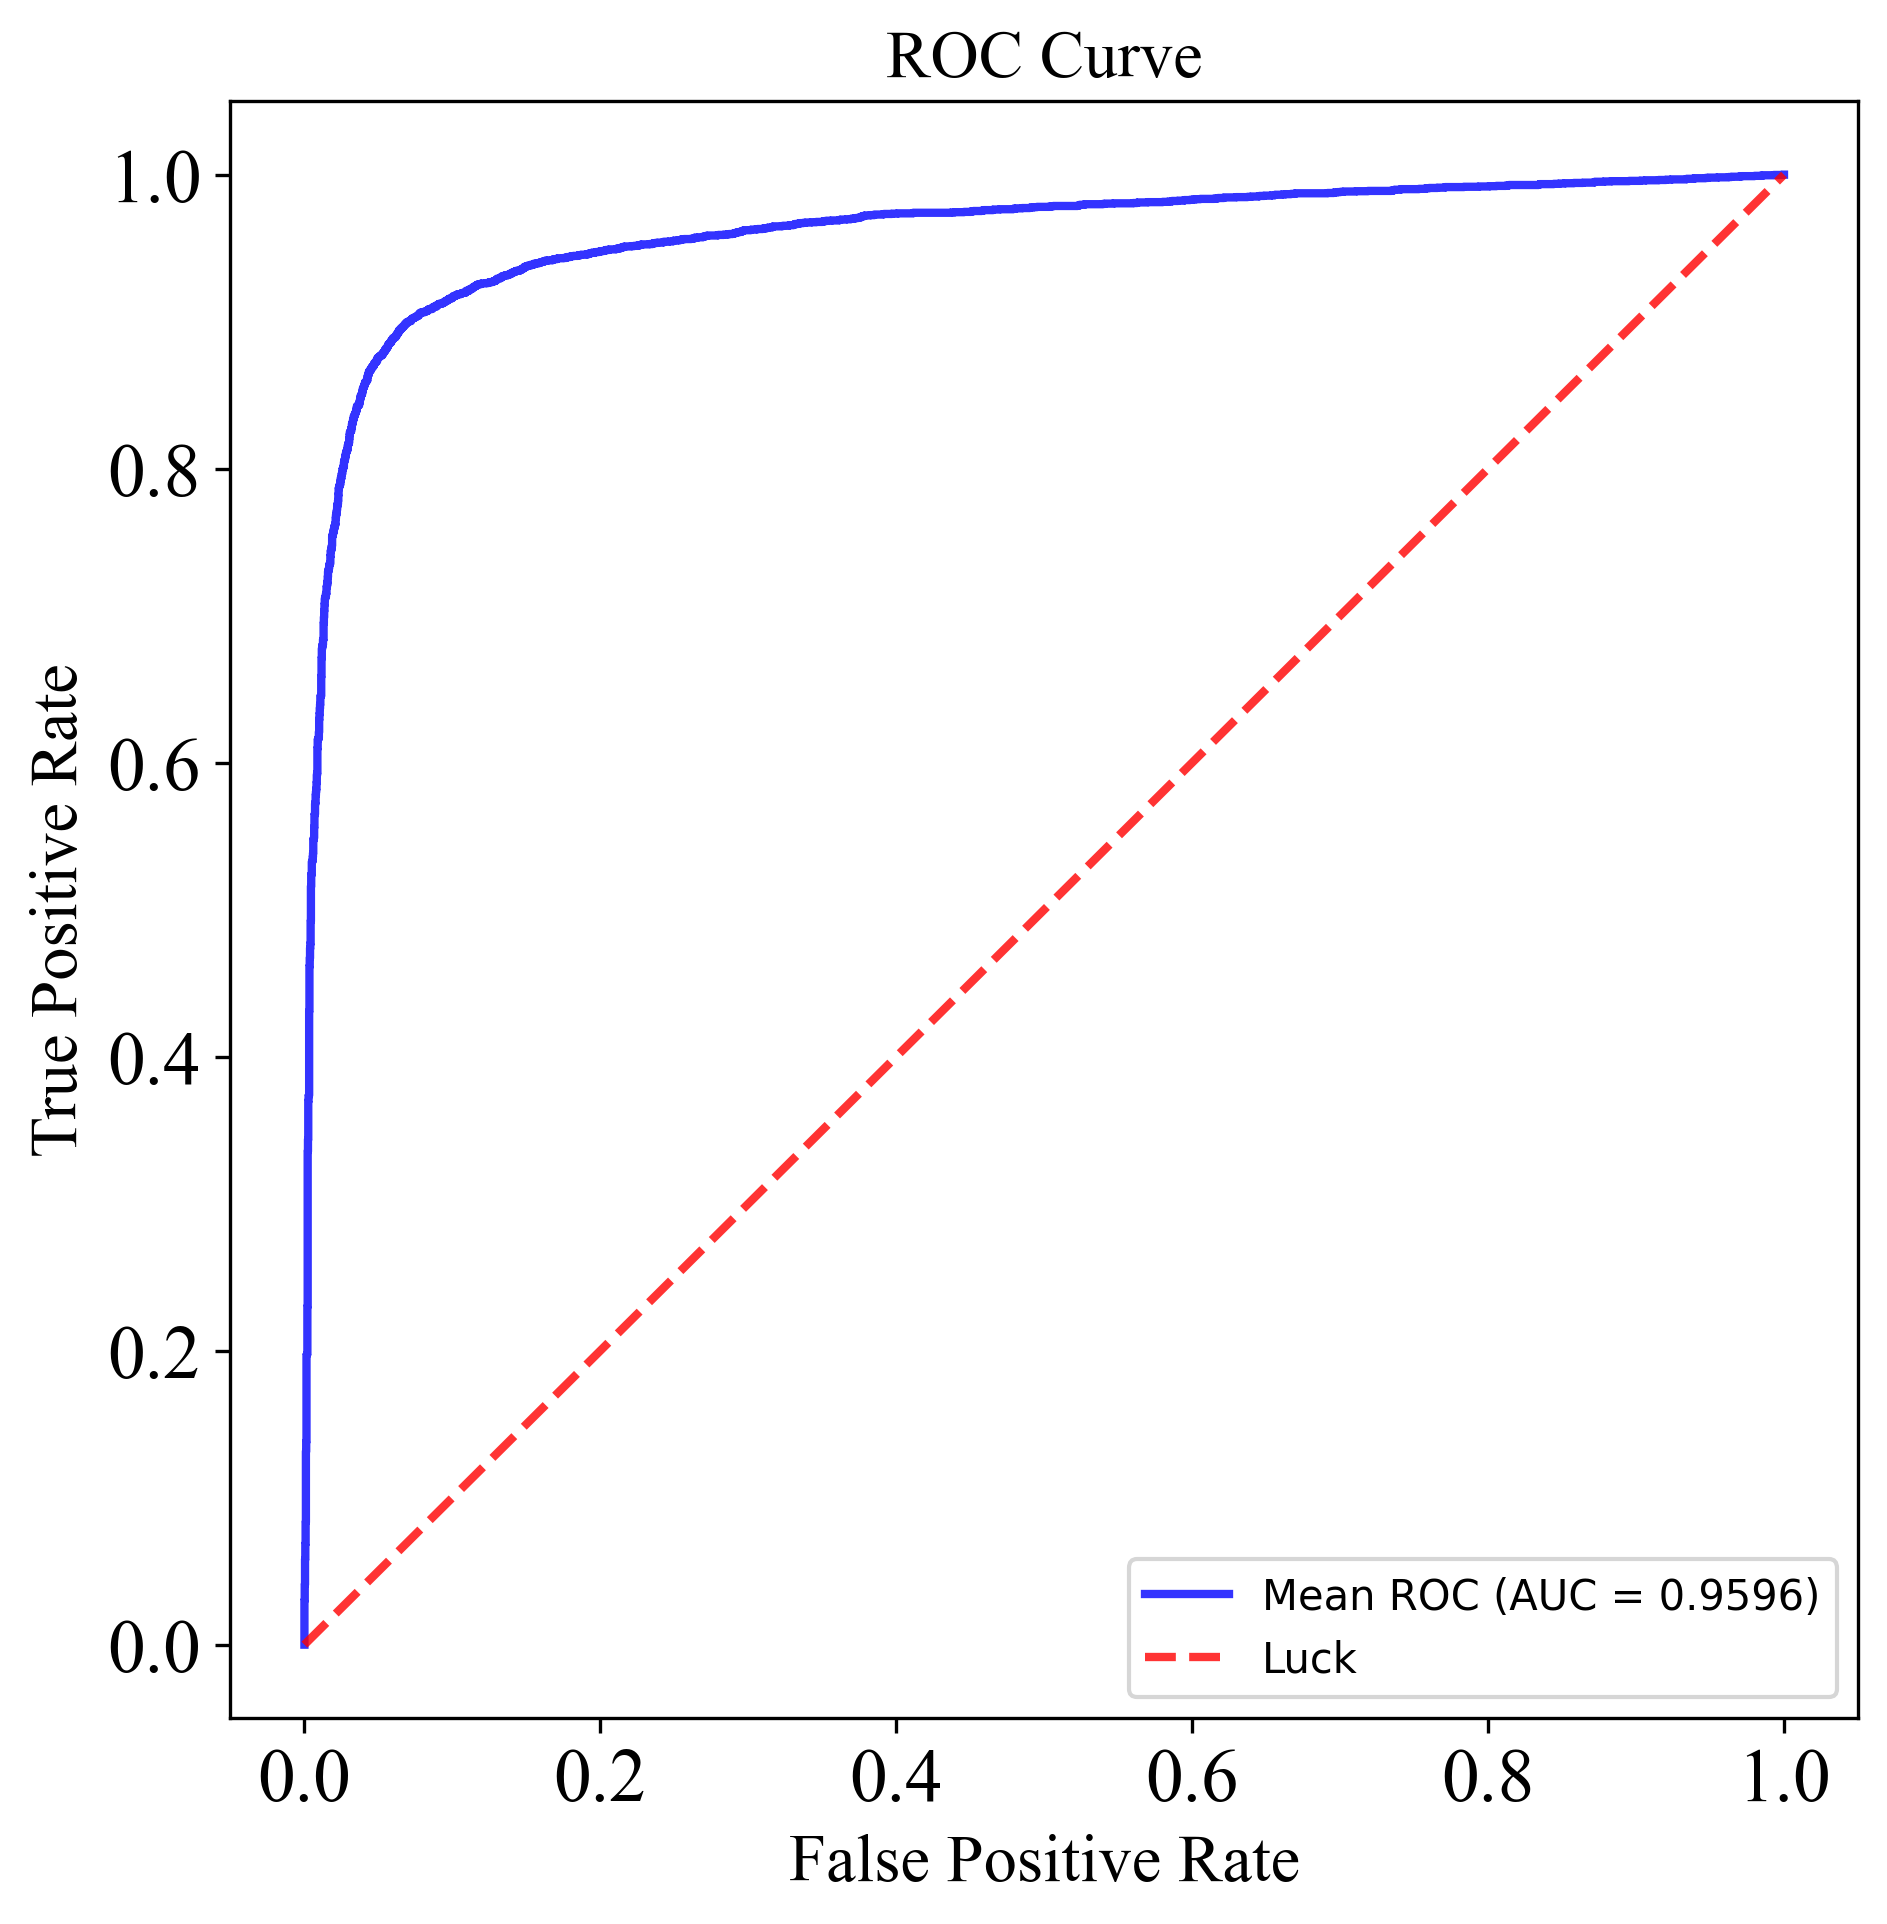 ROC Curve
1.0
0.8
0.6
0.4
0.2
0.0
True Positive Rate
Mean ROC (AUC = 0.9596)
Luck
0.0 0.2 0.4 0.6 0.8 1.0
False Positive Rate